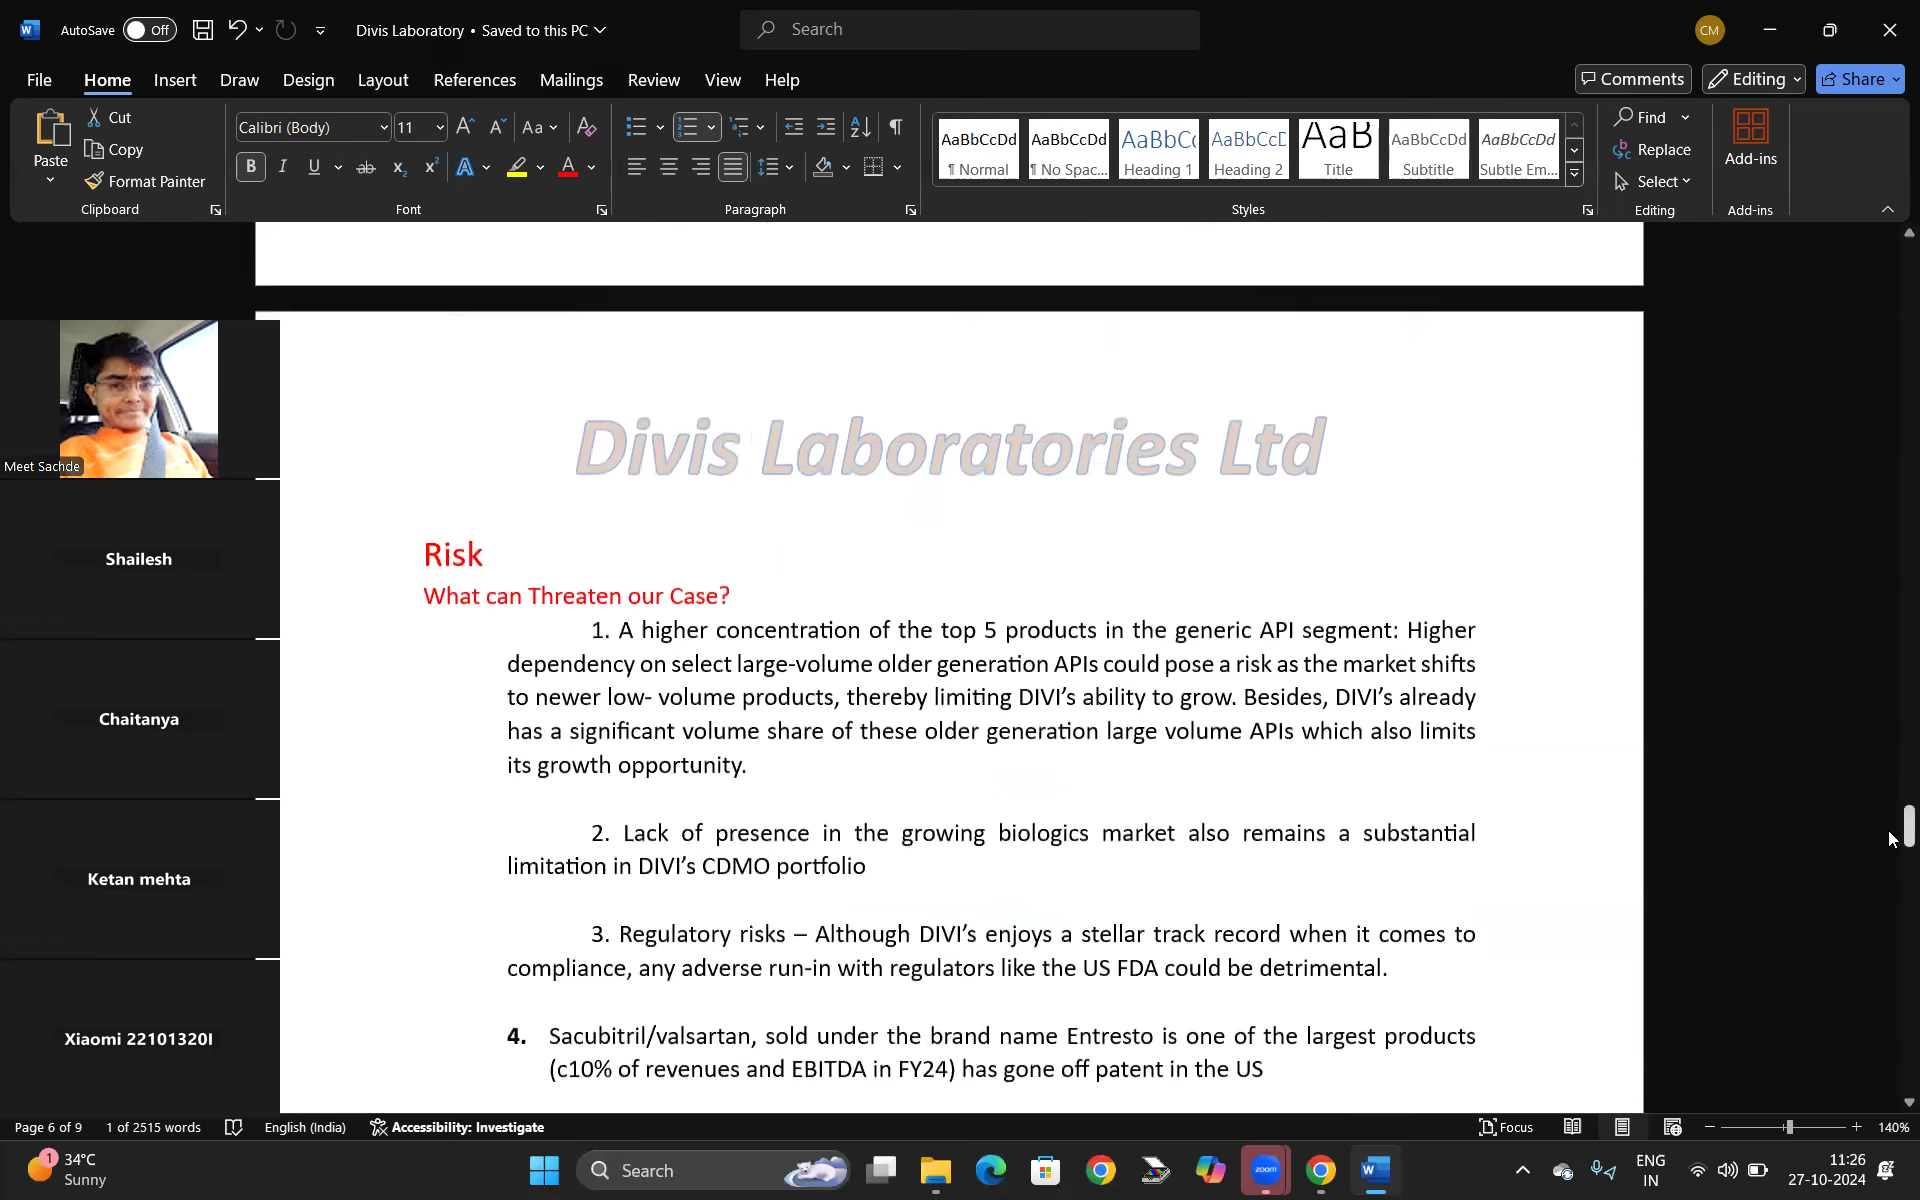 AutoSave Off Divis Laboratory • Saved to this PC Search CM
File Home Insert Draw Design Layout References Mailings Review View Help Comments Editing Share
Paste Cut Copy Format Painter Clipboard
Calibri (Body) 11 Aa
B I U ab x₂ x² A A Font
Paragraph
AaBbCcDd ¶ Normal
AaBbCcDd ¶ No Spac...
AaBbCc Heading 1
AaBbCcD Heading 2
AaB Title
AaBbCcDd Subtitle
AaBbCcDd Subtle Em...
Styles
Find Replace Select Editing
Add-ins Add-ins
Meet Sachde
Shailesh
Chaitanya
Ketan mehta
Xiaomi 22101320I
Divis Laboratories Ltd
Risk
What can Threaten our Case?
1. A higher concentration of the top 5 products in the generic API segment: Higher
dependency on select large-volume older generation APIs could pose a risk as the market shifts
to newer low- volume products, thereby limiting DIVI’s ability to grow. Besides, DIVI’s already
has a significant volume share of these older generation large volume APIs which also limits
its growth opportunity.
2. Lack of presence in the growing biologics market also remains a substantial
limitation in DIVI’s CDMO portfolio
3. Regulatory risks – Although DIVI’s enjoys a stellar track record when it comes to
compliance, any adverse run-in with regulators like the US FDA could be detrimental.
4. Sacubitril/valsartan, sold under the brand name Entresto is one of the largest products
(c10% of revenues and EBITDA in FY24) has gone off patent in the US
Page 6 of 9 1 of 2515 words English (India) Accessibility: Investigate Focus 140%
1 34°C Search zoom ENG 11:26
Sunny IN 27-10-2024